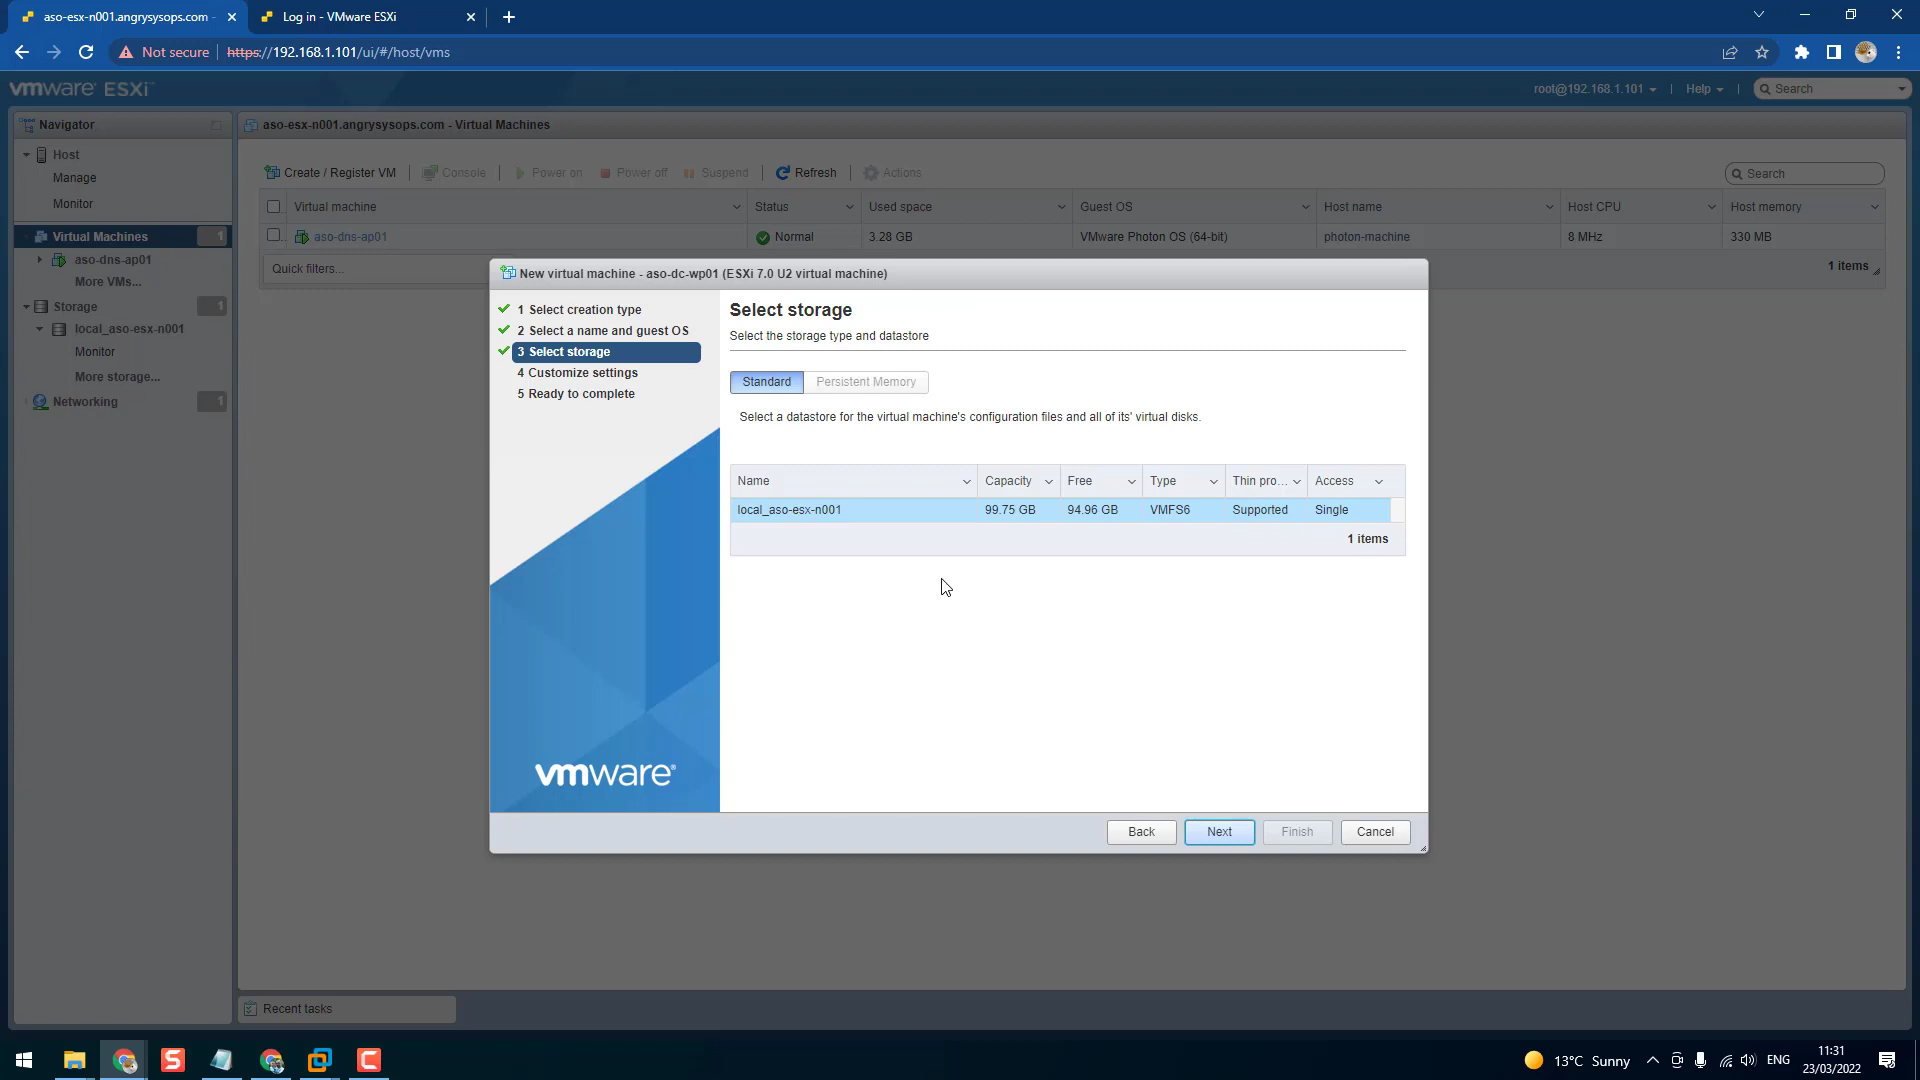 aso-esx-n001.angrysysops.com -
Log in - VMware ESXi
Not secure
https://192.168.1.101/ui/#/host/vms
vmware ESXi
root@192.168.1.101
Help
Search
Navigator
Host
Manage
Monitor
Virtual Machines
1
aso-dns-ap01
More VMs...
Storage
1
local_aso-esx-n001
Monitor
More storage...
Networking
1
aso-esx-n001.angrysysops.com - Virtual Machines
Create / Register VM
Console
Power on
Power off
Suspend
Refresh
Actions
Search
Virtual machine
Status
Used space
Guest OS
Host name
Host CPU
Host memory
aso-dns-ap01
Normal
3.28 GB
VMware Photon OS (64-bit)
photon-machine
8 MHz
330 MB
Quick filters...
1 items
New virtual machine - aso-dc-wp01 (ESXi 7.0 U2 virtual machine)
1 Select creation type
2 Select a name and guest OS
3 Select storage
4 Customize settings
5 Ready to complete
vmware®
Select storage
Select the storage type and datastore
Standard
Persistent Memory
Select a datastore for the virtual machine's configuration files and all of its' virtual disks.
Name
Capacity
Free
Type
Thin pro...
Access
local_aso-esx-n001
99.75 GB
94.96 GB
VMFS6
Supported
Single
1 items
Back
Next
Finish
Cancel
Recent tasks
13°C Sunny
ENG
11:31
23/03/2022